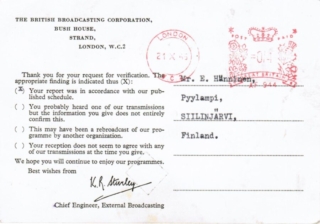 THE BRITISH BROADCASTING CORPORATION,
BUSH HOUSE,
STRAND,
LONDON, W.C.2
LONDON
Thank you for your request for verification. The
appropriate finding is indicated thus (X):
(X) Your report was in accordance with our pub-
lished schedule.
( ) You probably heard one of our transmissions
but the information you give does not entirely
confirm this.
( ) This may have been a rebroadcast of our pro-
gramme by another organization.
( ) Your reception does not seem to agree with any
of our transmissions at the time you give.
We hope you will continue to enjoy our programmes.
Best wishes from
Chief Engineer, External Broadcasting
Mr. E. Hänninen,
Pyylampi,
SIILINJARVI,
Finland.